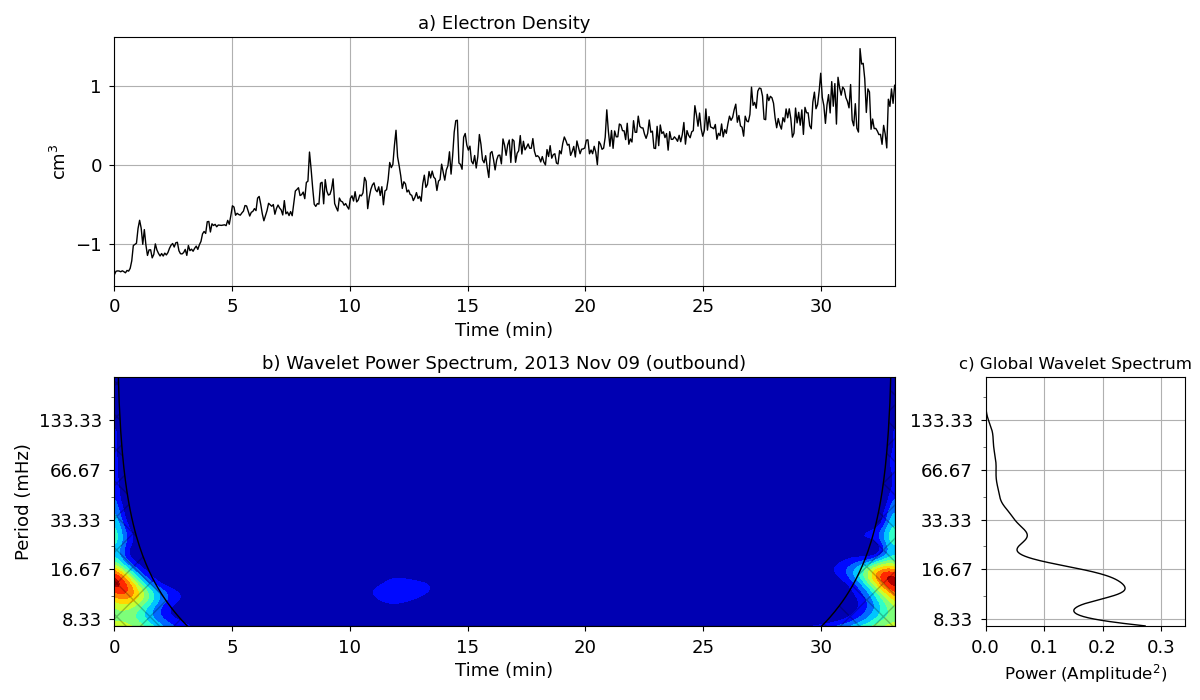 a) Electron Density
cm³
1
0
−1
0 5 10 15 20 25 30
Time (min)
b) Wavelet Power Spectrum, 2013 Nov 09 (outbound)
Period (mHz)
133.33
66.67
33.33
16.67
8.33
0 5 10 15 20 25 30
Time (min)
c) Global Wavelet Spectrum
133.33
66.67
33.33
16.67
8.33
0.0 0.1 0.2 0.3
Power (Amplitude²)